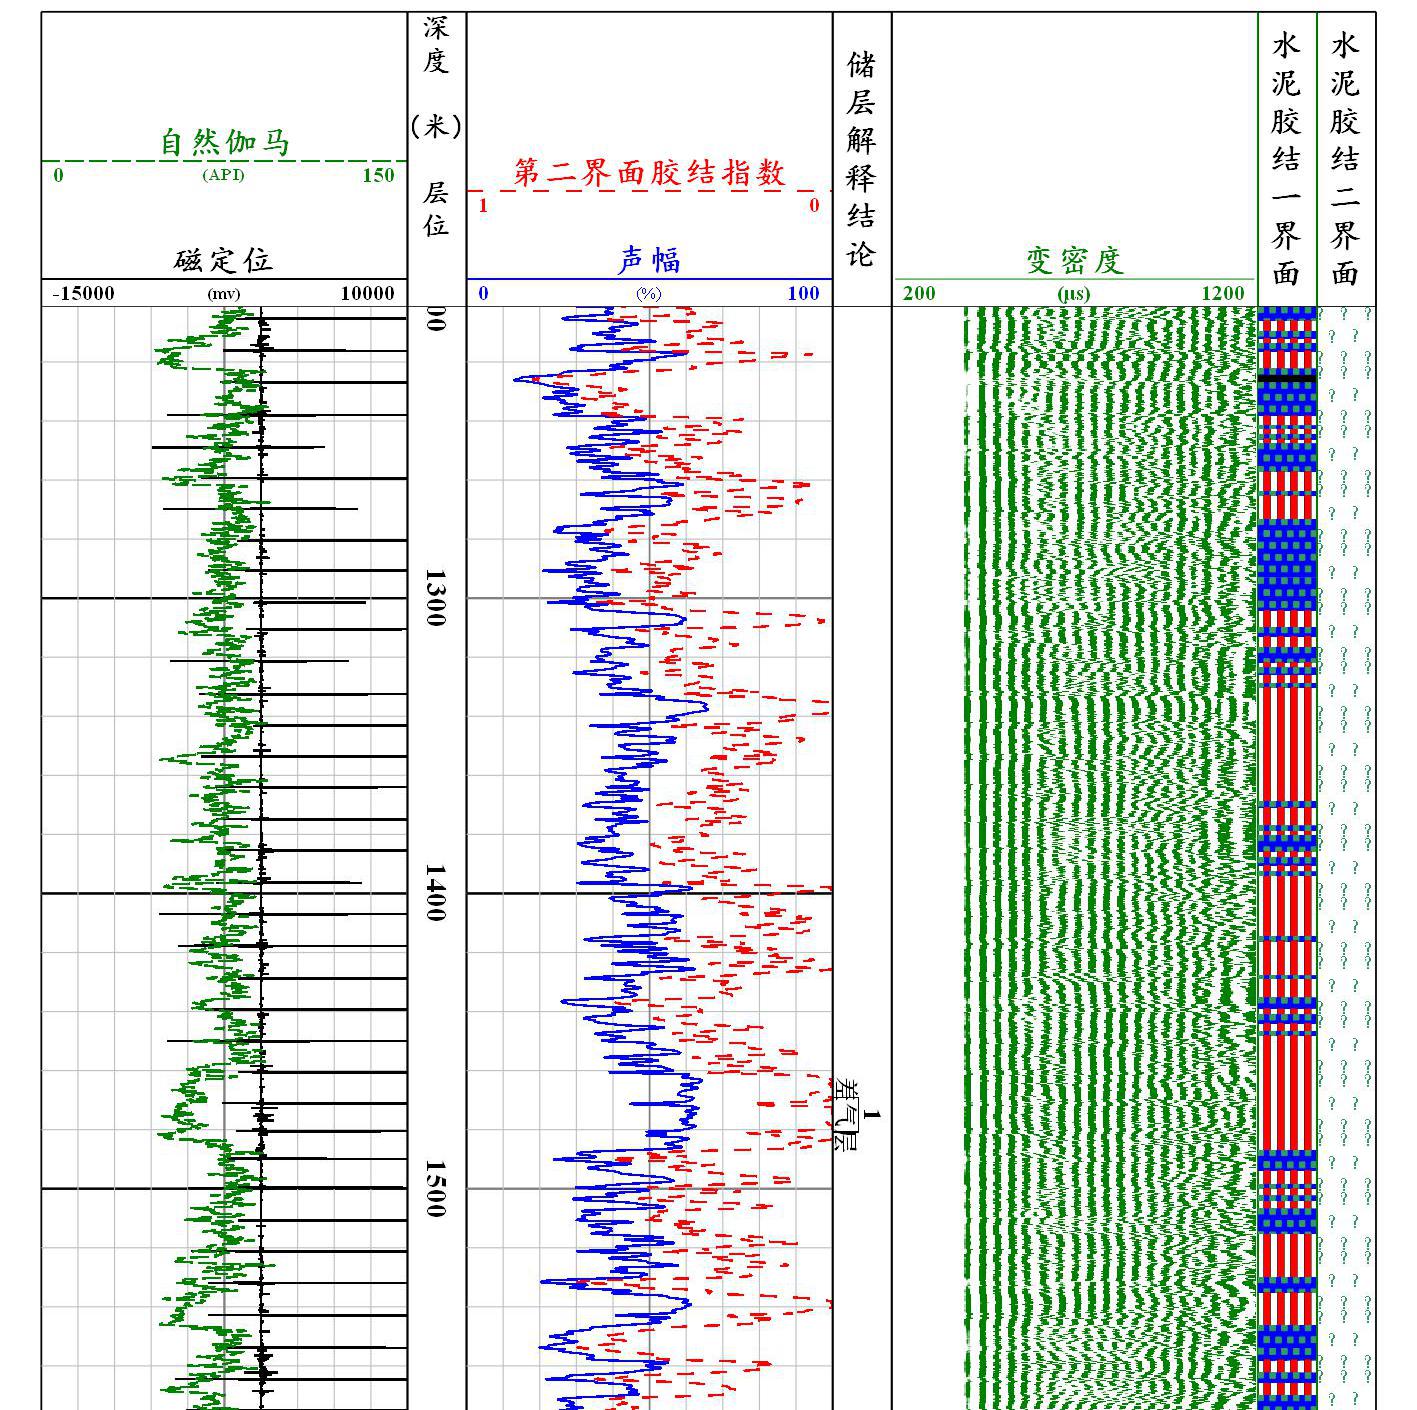 自然伽马
0 (API) 150
磁定位
-15000 (mv) 10000
深度(米)
层位
第二界面胶结指数
1 0
声幅
0 (%) 100
储层解释结论
变密度
200 (μs) 1200
水泥胶结一界面
水泥胶结二界面
00
1300
1400
1
差气层
1500